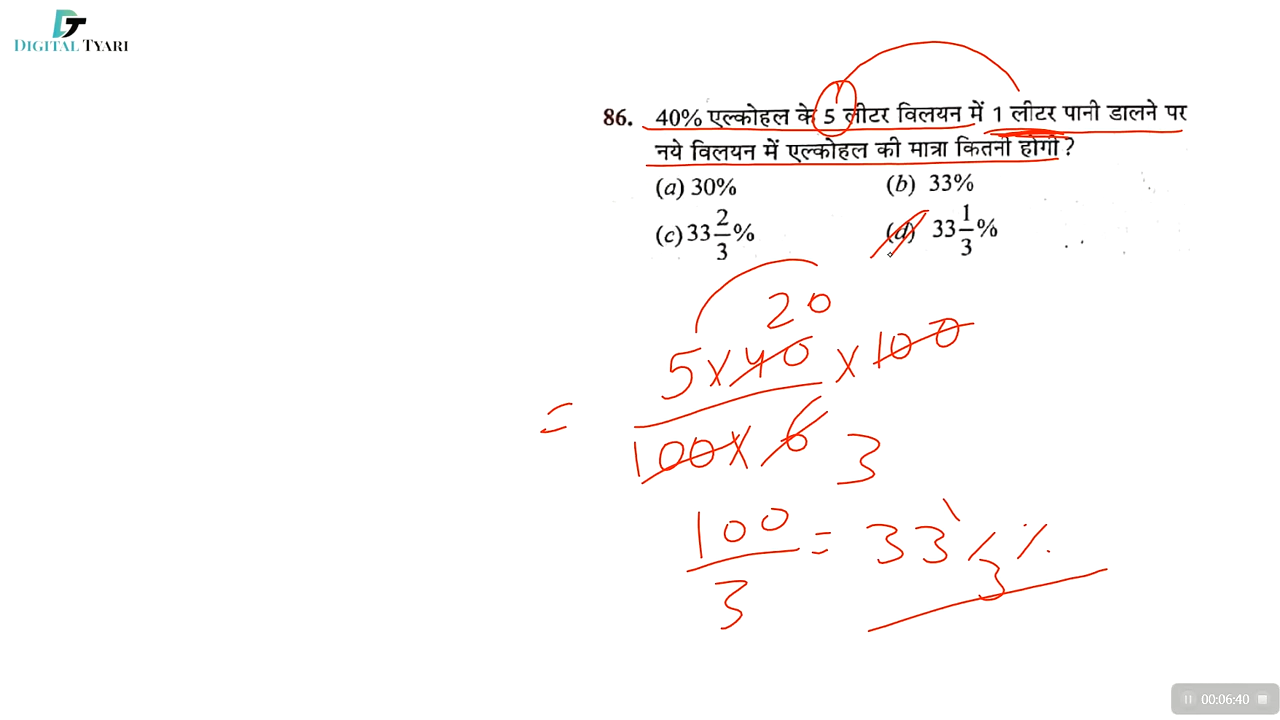 DIGITAL TYARI
86. 40% एल्कोहल के 5 लीटर विलयन में 1 लीटर पानी डालने पर
नये विलयन में एल्कोहल की मात्रा कितनी होगी ?
(a) 30% (b) 33%
(c) 33 2/3 % (d) 33 1/3 %
20
= 5 × 40 / 100 × 6 × 100
3
100/3 = 33 1/3 %
00:06:40